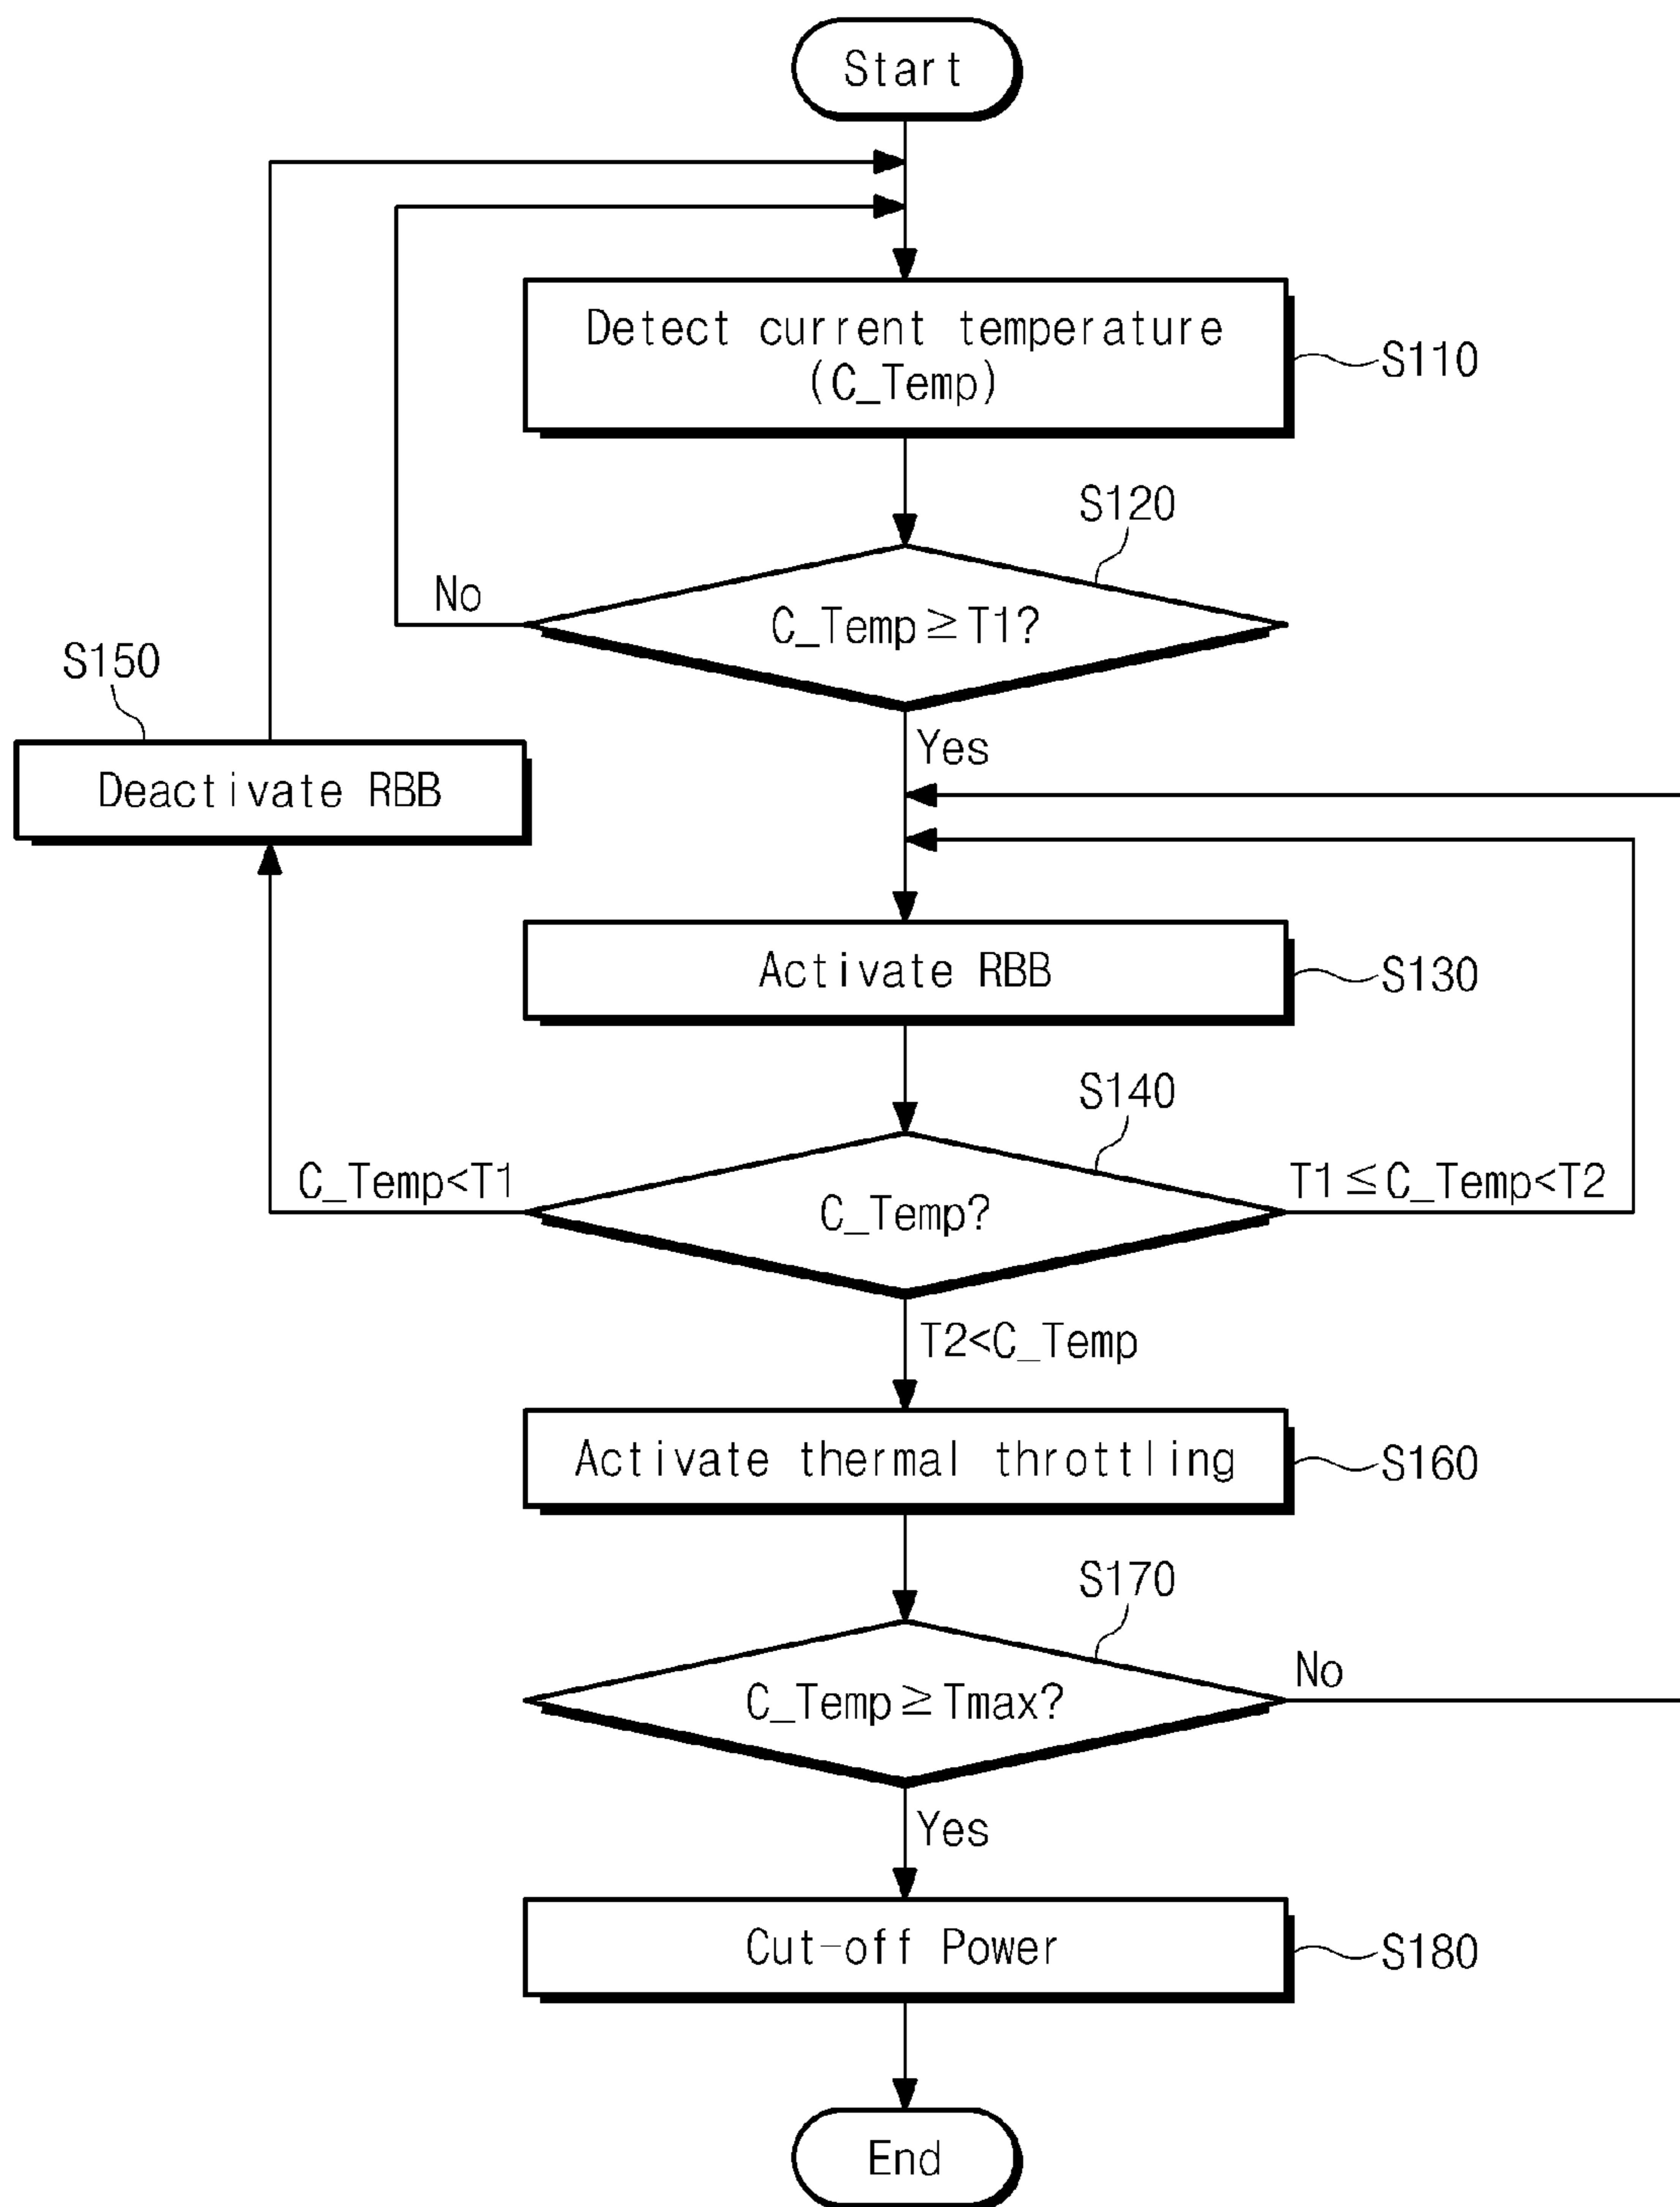 Start
Detect current temperature
(C_Temp)
S110
S120
No
C_Temp≥T1?
S150
Yes
Deactivate RBB
Activate RBB
S130
S140
C_Temp<T1
T1≤C_Temp<T2
C_Temp?
T2<C_Temp
Activate thermal throttling
S160
S170
No
C_Temp≥Tmax?
Yes
Cut-off Power
S180
End